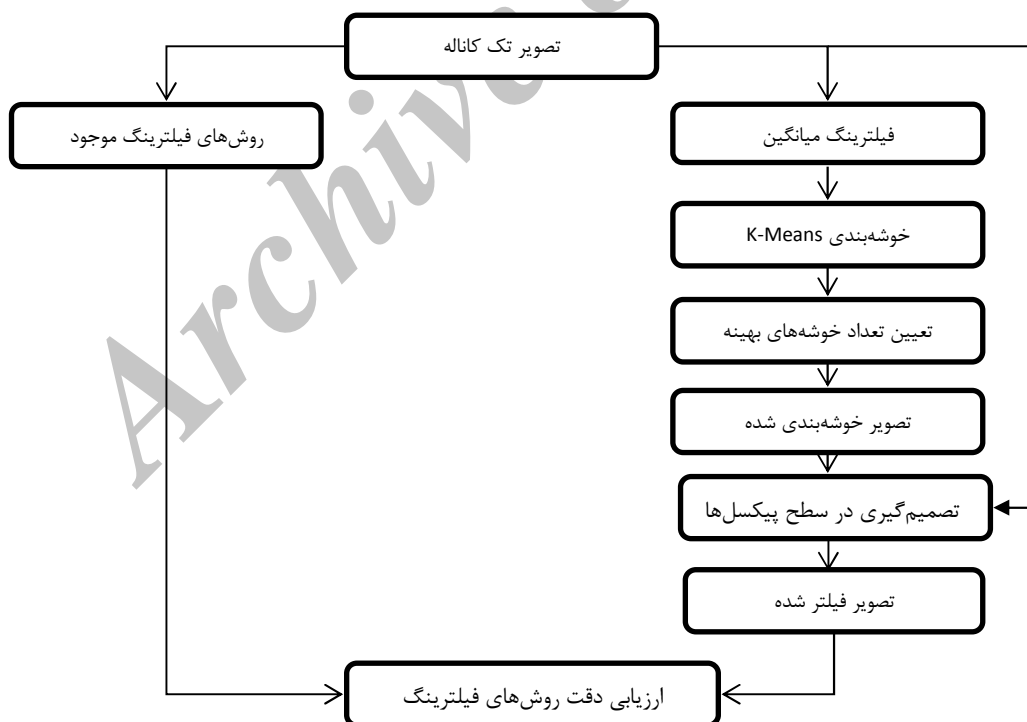 تصویر تک کاناله
روش‌های فیلترینگ موجود
فیلترینگ میانگین
خوشه‌بندی K-Means
تعیین تعداد خوشه‌های بهینه
تصویر خوشه‌بندی شده
تصمیم‌گیری در سطح پیکسل‌ها
تصویر فیلتر شده
ارزیابی دقت روش‌های فیلترینگ
Archive